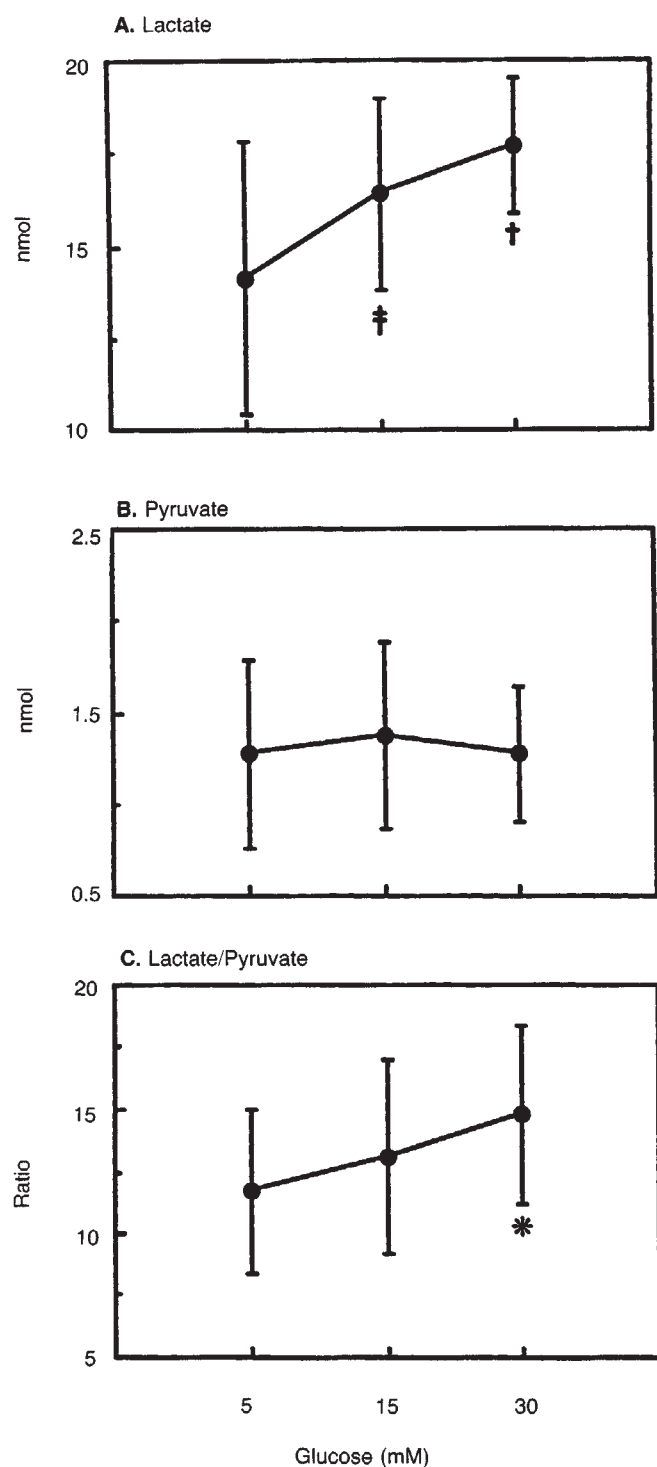 A. Lactate
20
15
10
nmol
‡
†
B. Pyruvate
2.5
1.5
0.5
nmol
C. Lactate/Pyruvate
20
15
10
5
Ratio
*
5 15 30
Glucose (mM)